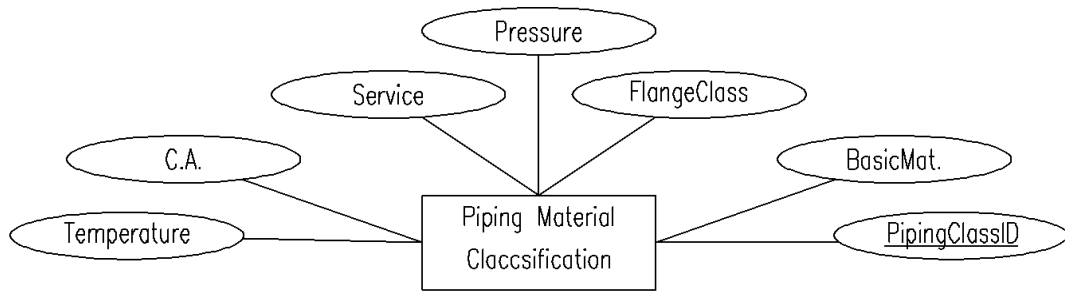 Pressure
Service
FlangeClass
C.A.
BasicMat.
Temperature
Piping Material
Claccsification
PipingClassID